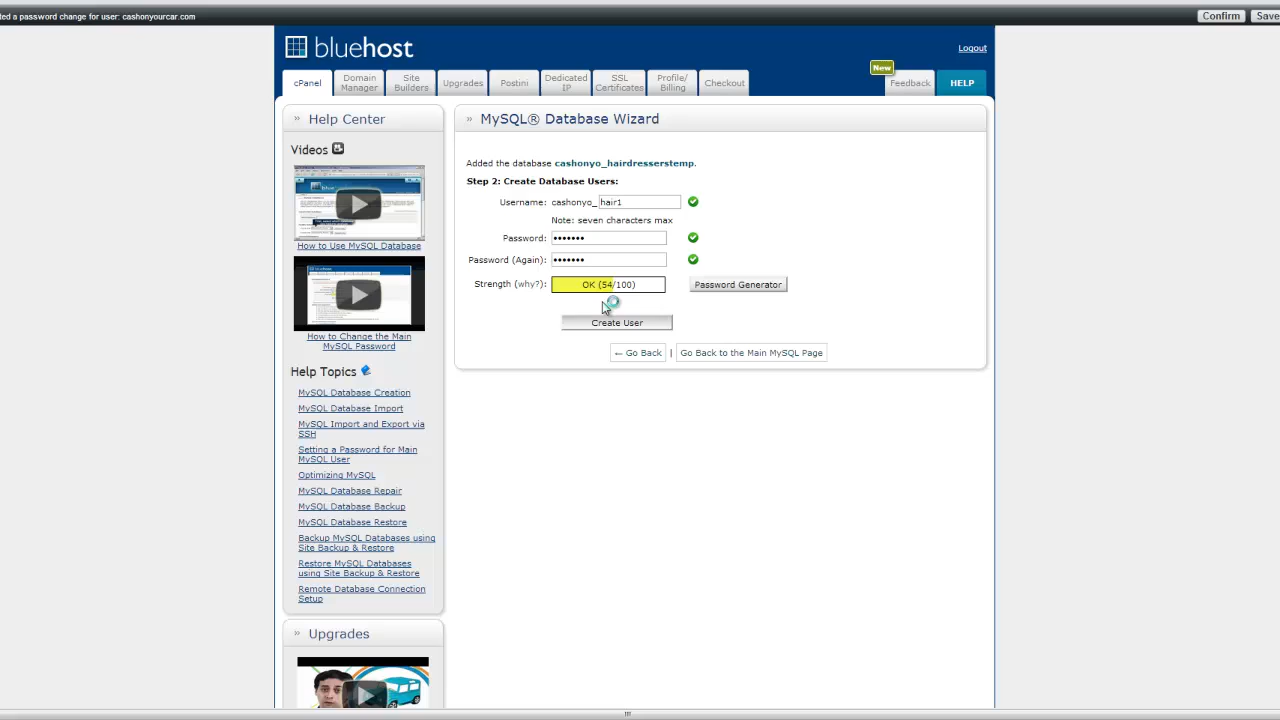 ted a password change for user: cashonyourcar.com
Confirm
Save
bluehost
Logout
New
cPanel
Domain Manager
Site Builders
Upgrades
Postini
Dedicated IP
SSL Certificates
Profile/ Billing
Checkout
Feedback
HELP
» Help Center
Videos
How to Use MySQL Database
How to Change the Main
MySQL Password
Help Topics
MySQL Database Creation
MySQL Database Import
MySQL Import and Export via
SSH
Setting a Password for Main
MySQL User
Optimizing MySQL
MySQL Database Repair
MySQL Database Backup
MySQL Database Restore
Backup MySQL Databases using
Site Backup & Restore
Restore MySQL Databases
using Site Backup & Restore
Remote Database Connection
Setup
» Upgrades
» MySQL® Database Wizard
Added the database cashonyo_hairdresserstemp.
Step 2: Create Database Users:
Username: cashonyo_ hair1
Note: seven characters max
Password: •••••••
Password (Again): •••••••
Strength (why?): OK (54/100) Password Generator
Create User
← Go Back | Go Back to the Main MySQL Page